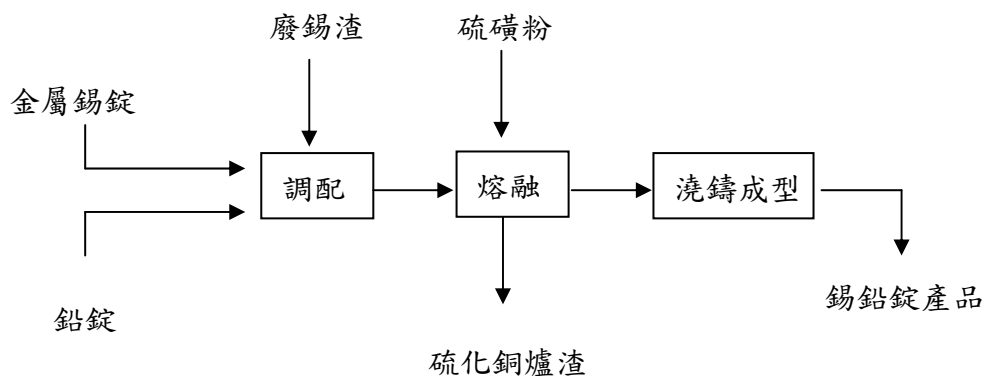 廢錫渣
硫磺粉
金屬錫錠
調配
熔融
澆鑄成型
鉛錠
錫鉛錠產品
硫化銅爐渣